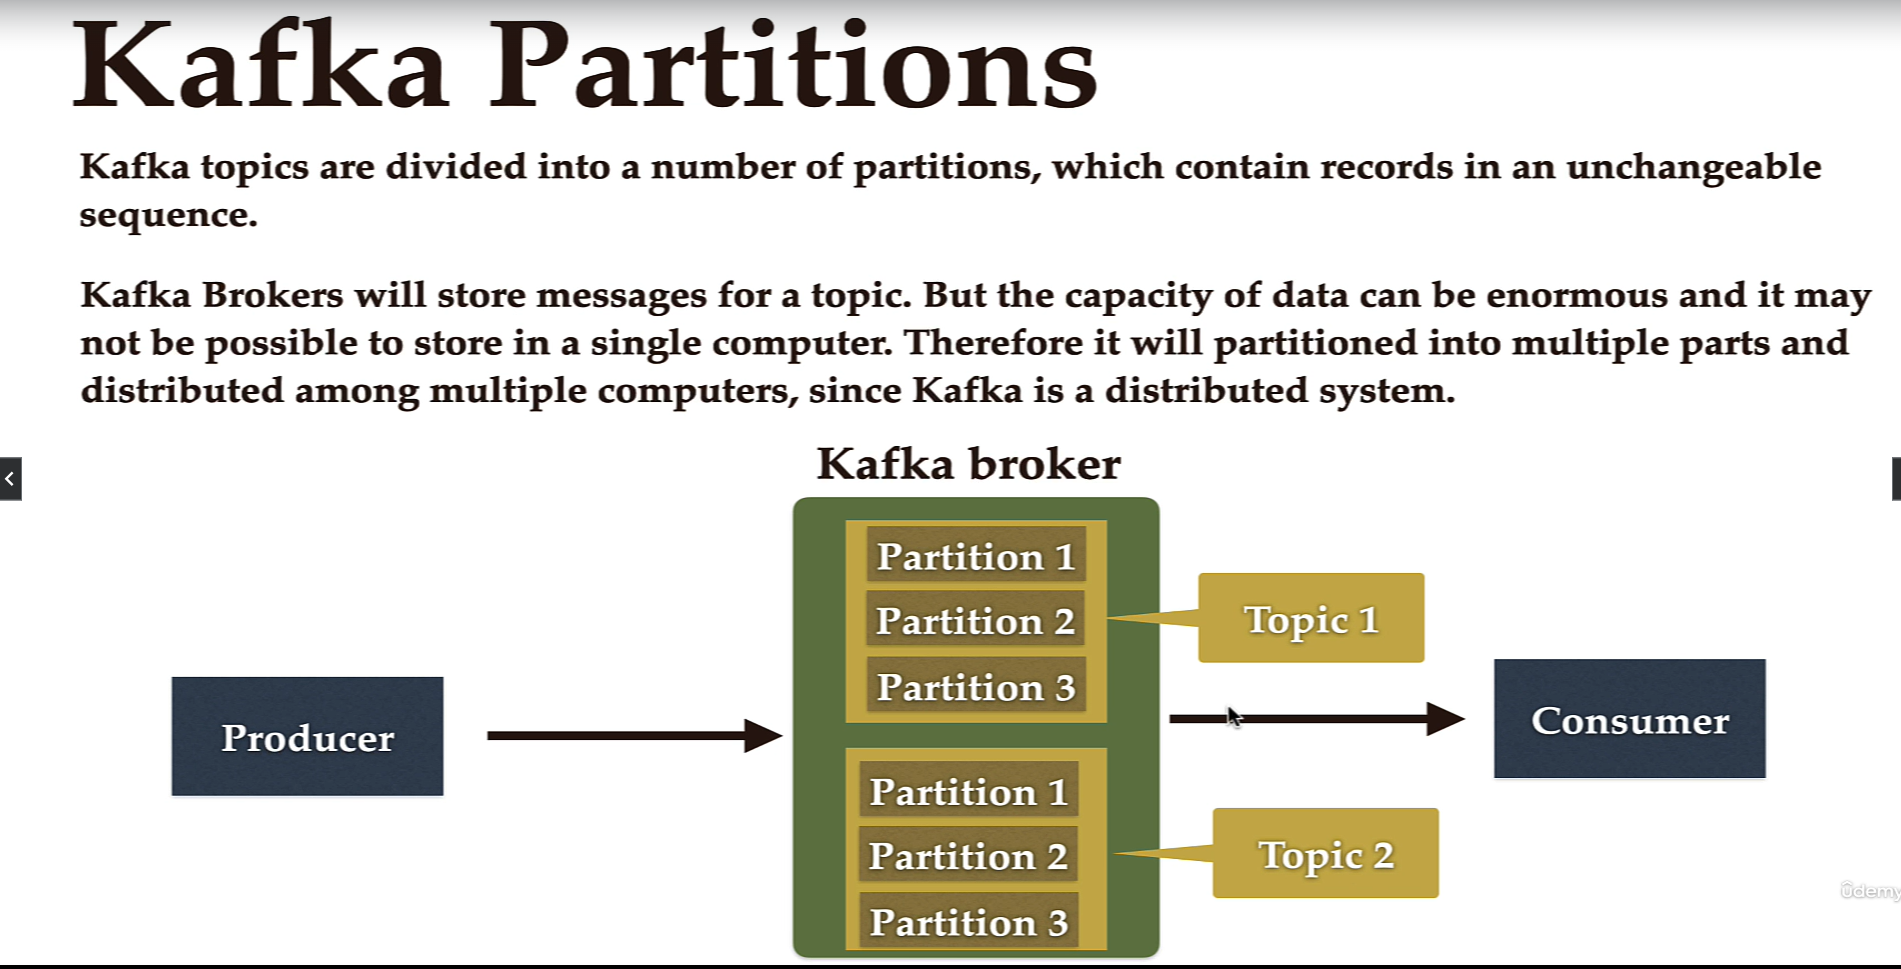 Kafka Partitions
Kafka topics are divided into a number of partitions, which contain records in an unchangeable
sequence.
Kafka Brokers will store messages for a topic. But the capacity of data can be enormous and it may
not be possible to store in a single computer. Therefore it will partitioned into multiple parts and
distributed among multiple computers, since Kafka is a distributed system.
Kafka broker
Partition 1
Partition 2
Partition 3
Topic 1
Producer
Consumer
Partition 1
Partition 2
Partition 3
Topic 2
ûdemy